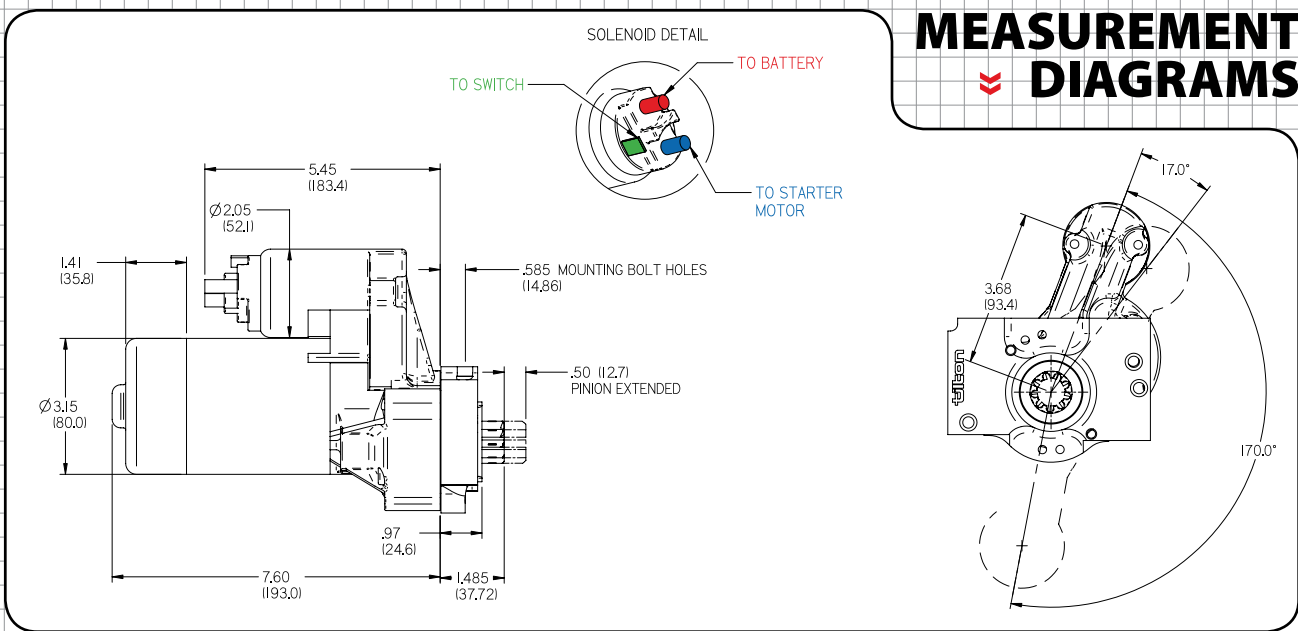 MEASUREMENT
DIAGRAMS
SOLENOID DETAIL
TO BATTERY
TO SWITCH
TO STARTER
MOTOR
5.45
(183.4)
Ø2.05
(52.1)
1.41
(35.8)
.585 MOUNTING BOLT HOLES
(14.86)
Ø3.15
(80.0)
.50 (12.7)
PINION EXTENDED
.97
(24.6)
7.60
(193.0)
1.485
(37.72)
17.0°
3.68
(93.4)
tilton
170.0°